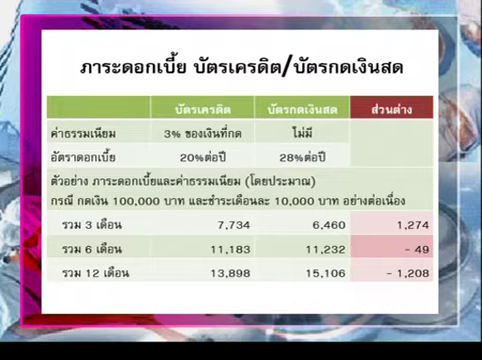 ภาระดอกเบี้ย บัตรเครดิต/บัตรกดเงินสด
บัตรเครดิต บัตรกดเงินสด ส่วนต่าง
ค่าธรรมเนียม 3% ของเงินที่กด ไม่มี
อัตราดอกเบี้ย 20%ต่อปี 28%ต่อปี
ตัวอย่าง ภาระดอกเบี้ยและค่าธรรมเนียม (โดยประมาณ)
กรณี กดเงิน 100,000 บาท และชำระเดือนละ 10,000 บาท อย่างต่อเนื่อง
รวม 3 เดือน 7,734 6,460 1,274
รวม 6 เดือน 11,183 11,232 - 49
รวม 12 เดือน 13,898 15,106 - 1,208